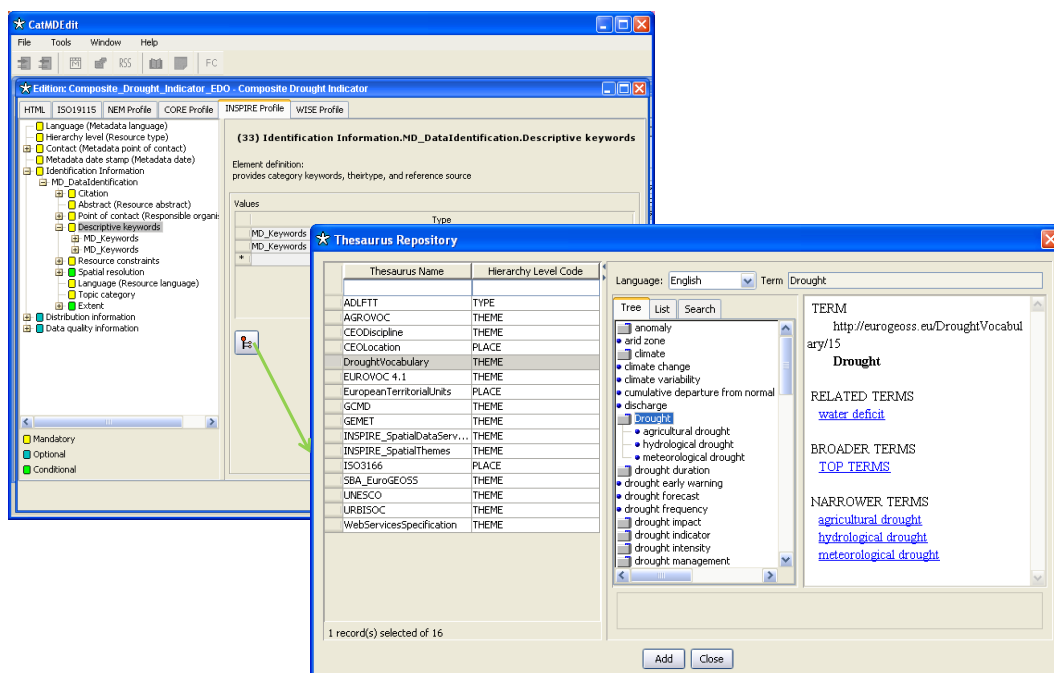 CatMDEdit
File Tools Window Help
RSS FC
Edition: Composite_Drought_Indicator_EDO - Composite Drought Indicator
HTML ISO19115 NEM Profile CORE Profile INSPIRE Profile WISE Profile
Language (Metadata language)
Hierarchy level (Resource type)
Contact (Metadata point of contact)
Metadata date stamp (Metadata date)
Identification Information
MD_DataIdentification
Citation
Abstract (Resource abstract)
Point of contact (Responsible organis
Descriptive keywords
MD_Keywords
MD_Keywords
Resource constraints
Spatial resolution
Language (Resource language)
Topic category
Extent
Distribution information
Data quality information
Mandatory
Optional
Conditional
(33) Identification Information.MD_DataIdentification.Descriptive keywords
Element definition:
provides category keywords, theirtype, and reference source
Values
Type
MD_Keywords
MD_Keywords
*
Thesaurus Repository
Thesaurus Name Hierarchy Level Code
ADLFTT TYPE
AGROVOC THEME
CEODiscipline THEME
CEOLocation PLACE
DroughtVocabulary THEME
EUROVOC 4.1 THEME
EuropeanTerritorialUnits PLACE
GCMD THEME
GEMET THEME
INSPIRE_SpatialDataServ... THEME
INSPIRE_SpatialThemes THEME
ISO3166 PLACE
SBA_EuroGEOSS THEME
UNESCO THEME
URBISOC THEME
WebServicesSpecification THEME
1 record(s) selected of 16
Language: English Term Drought
Tree List Search
anomaly
arid zone
climate
climate change
climate variability
cumulative departure from normal
discharge
Drought
agricultural drought
hydrological drought
meteorological drought
drought duration
drought early warning
drought forecast
drought frequency
drought impact
drought indicator
drought intensity
drought management
TERM
http://eurogeoss.eu/DroughtVocabul
ary/15
Drought
RELATED TERMS
water deficit
BROADER TERMS
TOP TERMS
NARROWER TERMS
agricultural drought
hydrological drought
meteorological drought
Add Close